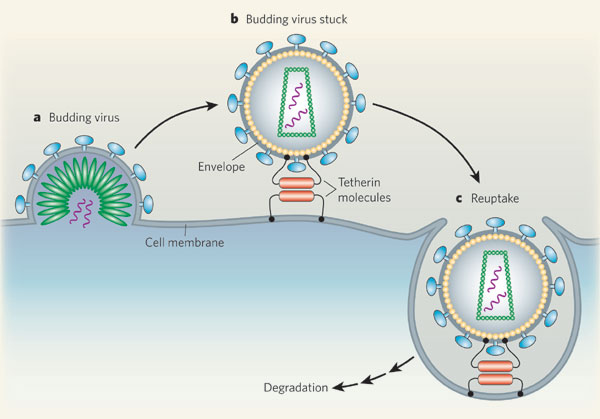 b Budding virus stuck
a Budding virus
Envelope
Tetherin
molecules
c Reuptake
Cell membrane
Degradation